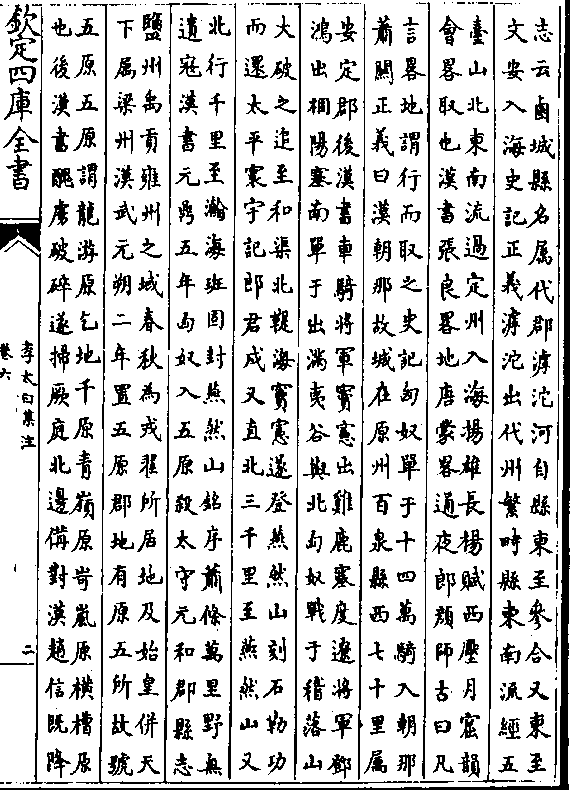 志云鹵城縣名屬代郡滹沱河自縣東至參合又東至
文安入海史記正義滹沱出代州繁畤縣東南流經五
臺山北東南流過定州入海揚雄長楊賦西壓月窟韻
會畧取也漢書張良畧地唐蒙畧通夜郎顏師古曰凡
言畧地謂行而取之史記匈奴單于十四萬騎入朝那
蕭關正義曰漢朝那故城在原州百泉縣西七十里屬
安定郡後漢書車騎將軍竇憲出雞鹿塞度遼將軍鄧
鴻出稒陽塞南單于出滿夷谷與北匈奴戰于稽落山
大破之追至和渠北鞮海竇憲遂登燕然山刻石勒功
而還太平寰宇記郎君戍又直北三千里至燕然山又
北行千里至瀚海班固封燕然山銘序蕭條萬里野無
遺寇漢書元鼎五年匈奴入五原殺太守元和郡縣志
鹽州禹貢雍州之域春秋為戎翟所居地及始皇併天
下屬梁州漢武元朔二年置五原郡地有原五所故號
五原五原謂龍游原乞地千原青嶺原岢嵐原橫槽原
也後漢書醜虜破碎遂掃厥庭北邊備對漢趙信既降
欽定四庫全書
李太白集注
卷六
二